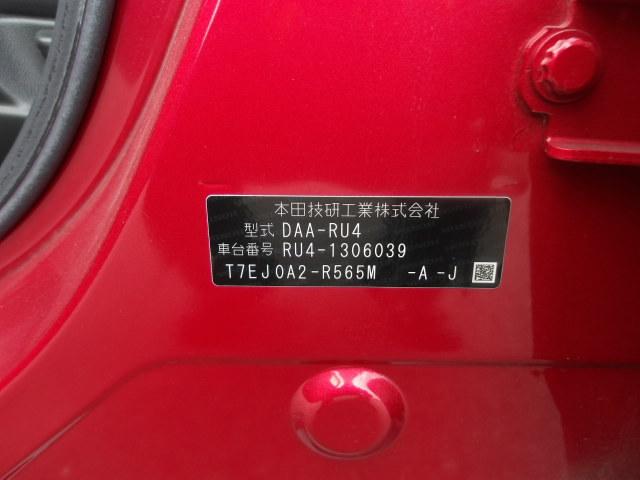 本田技研工業株式会社
型式 DAA-RU4
車台番号 RU4-1306039
T7EJ0A2-R565M -A -J